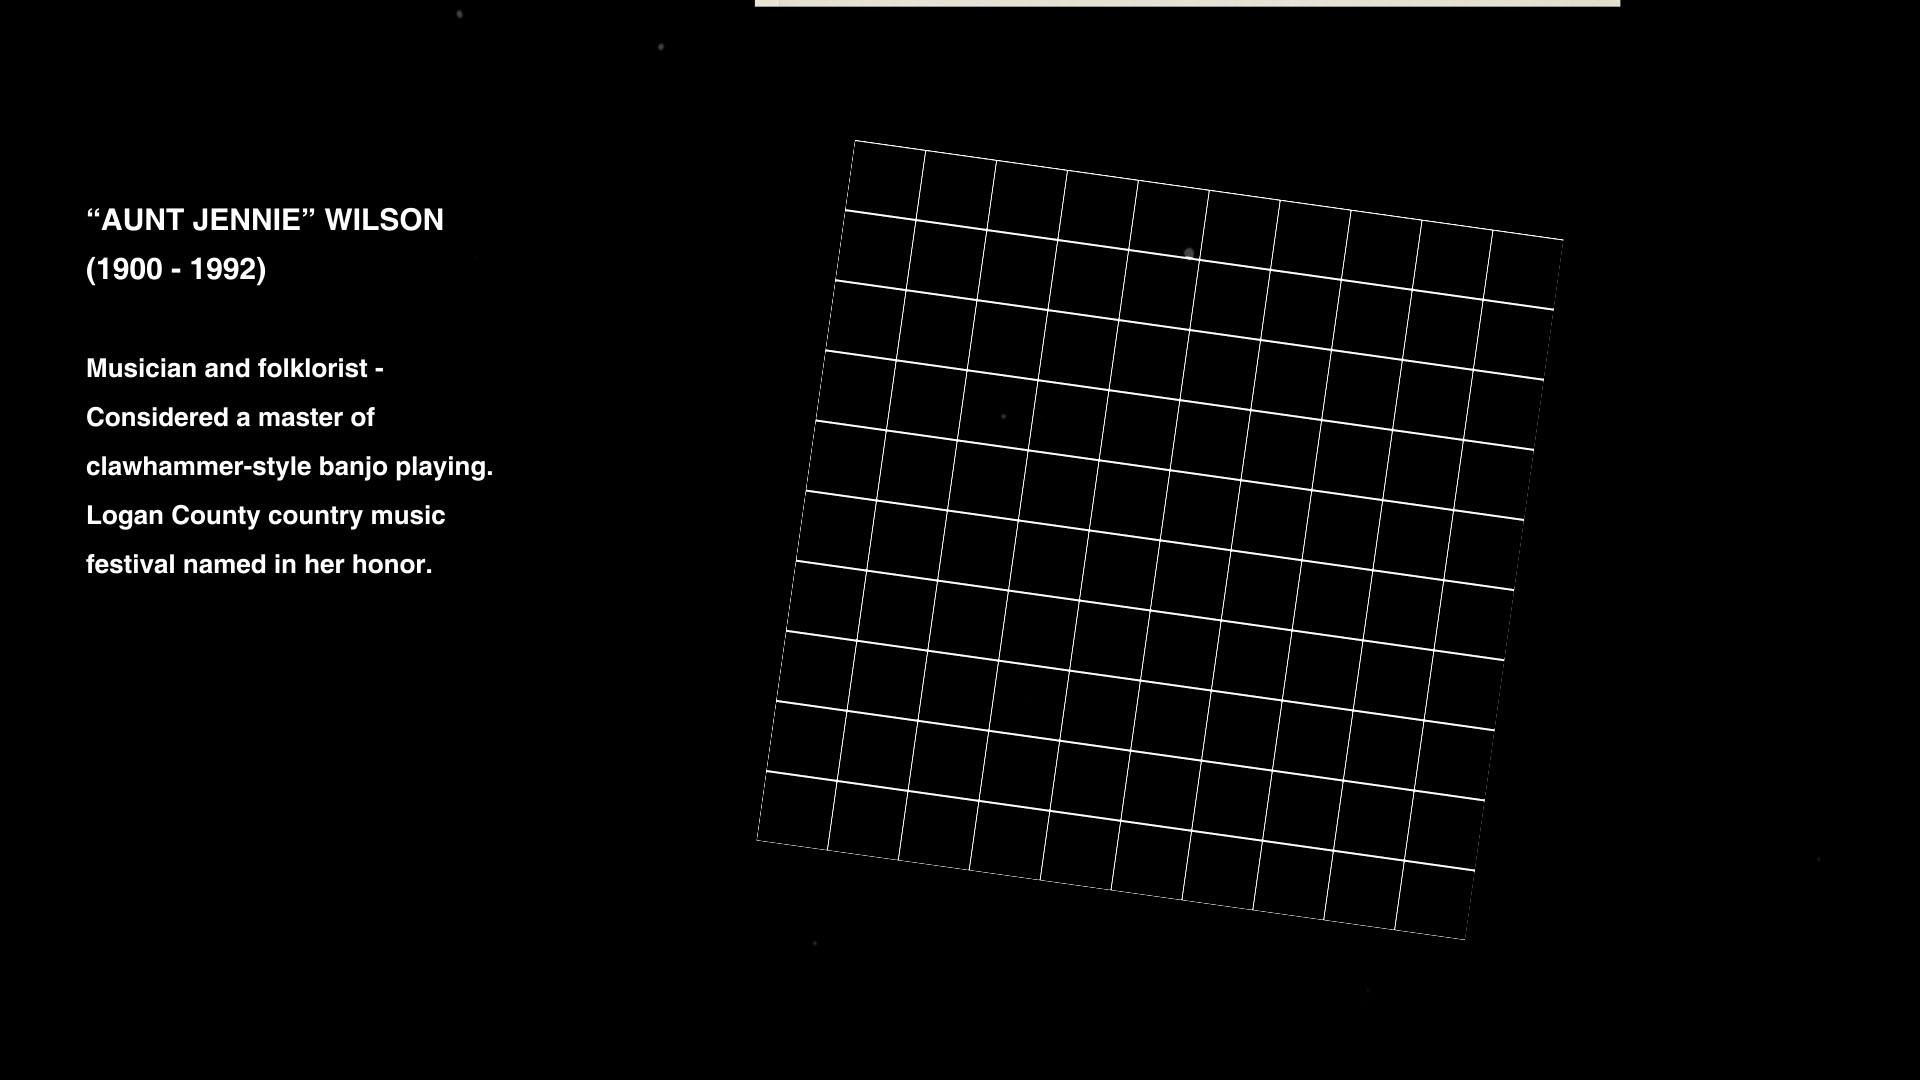 “AUNT JENNIE” WILSON
(1900 - 1992)
Musician and folklorist -
Considered a master of
clawhammer-style banjo playing.
Logan County country music
festival named in her honor.